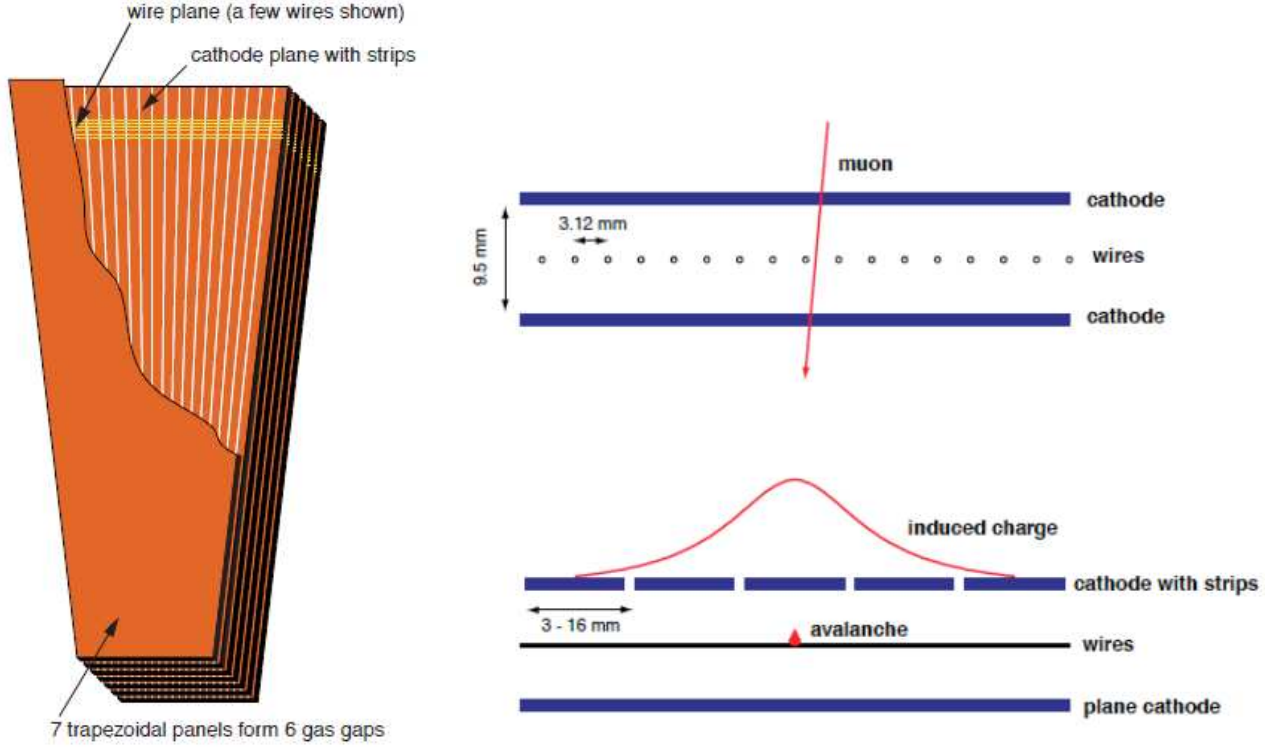 wire plane (a few wires shown)
cathode plane with strips
7 trapezoidal panels form 6 gas gaps
muon
cathode
3.12 mm
9.5 mm
wires
cathode
induced charge
cathode with strips
3 - 16 mm
avalanche
wires
plane cathode